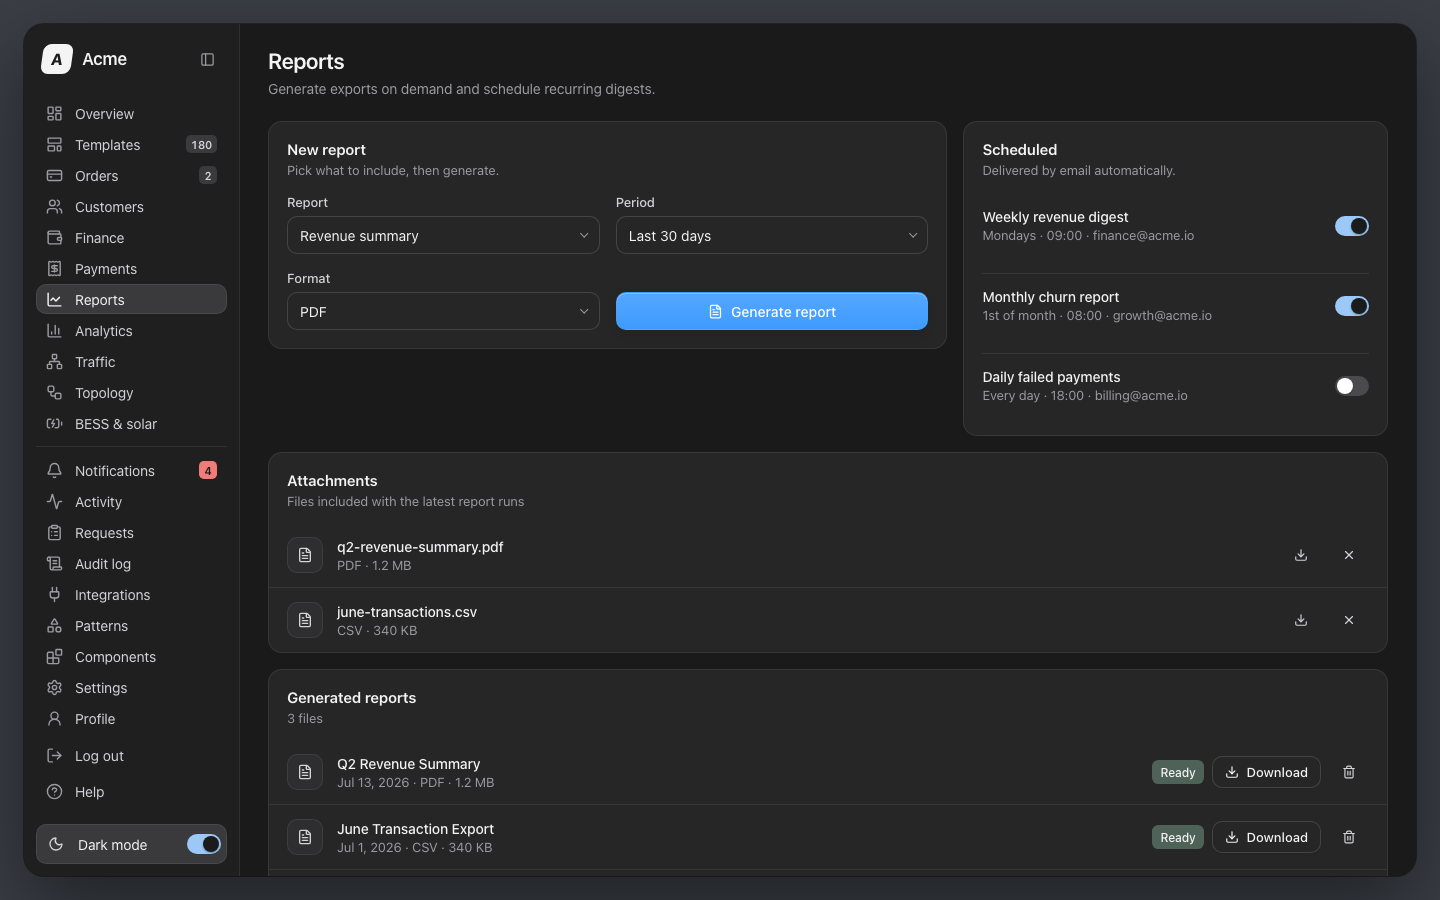 A Acme
Overview
Templates 180
Orders 2
Customers
Finance
Payments
Reports
Analytics
Traffic
Topology
BESS & solar
Notifications 4
Activity
Requests
Audit log
Integrations
Patterns
Components
Settings
Profile
Log out
Help
Dark mode
Reports
Generate exports on demand and schedule recurring digests.
New report
Pick what to include, then generate.
Report
Revenue summary
Period
Last 30 days
Format
PDF
Generate report
Scheduled
Delivered by email automatically.
Weekly revenue digest
Mondays · 09:00 · finance@acme.io
Monthly churn report
1st of month · 08:00 · growth@acme.io
Daily failed payments
Every day · 18:00 · billing@acme.io
Attachments
Files included with the latest report runs
q2-revenue-summary.pdf
PDF · 1.2 MB
june-transactions.csv
CSV · 340 KB
Generated reports
3 files
Q2 Revenue Summary
Jul 13, 2026 · PDF · 1.2 MB
Ready Download
June Transaction Export
Jul 1, 2026 · CSV · 340 KB
Ready Download